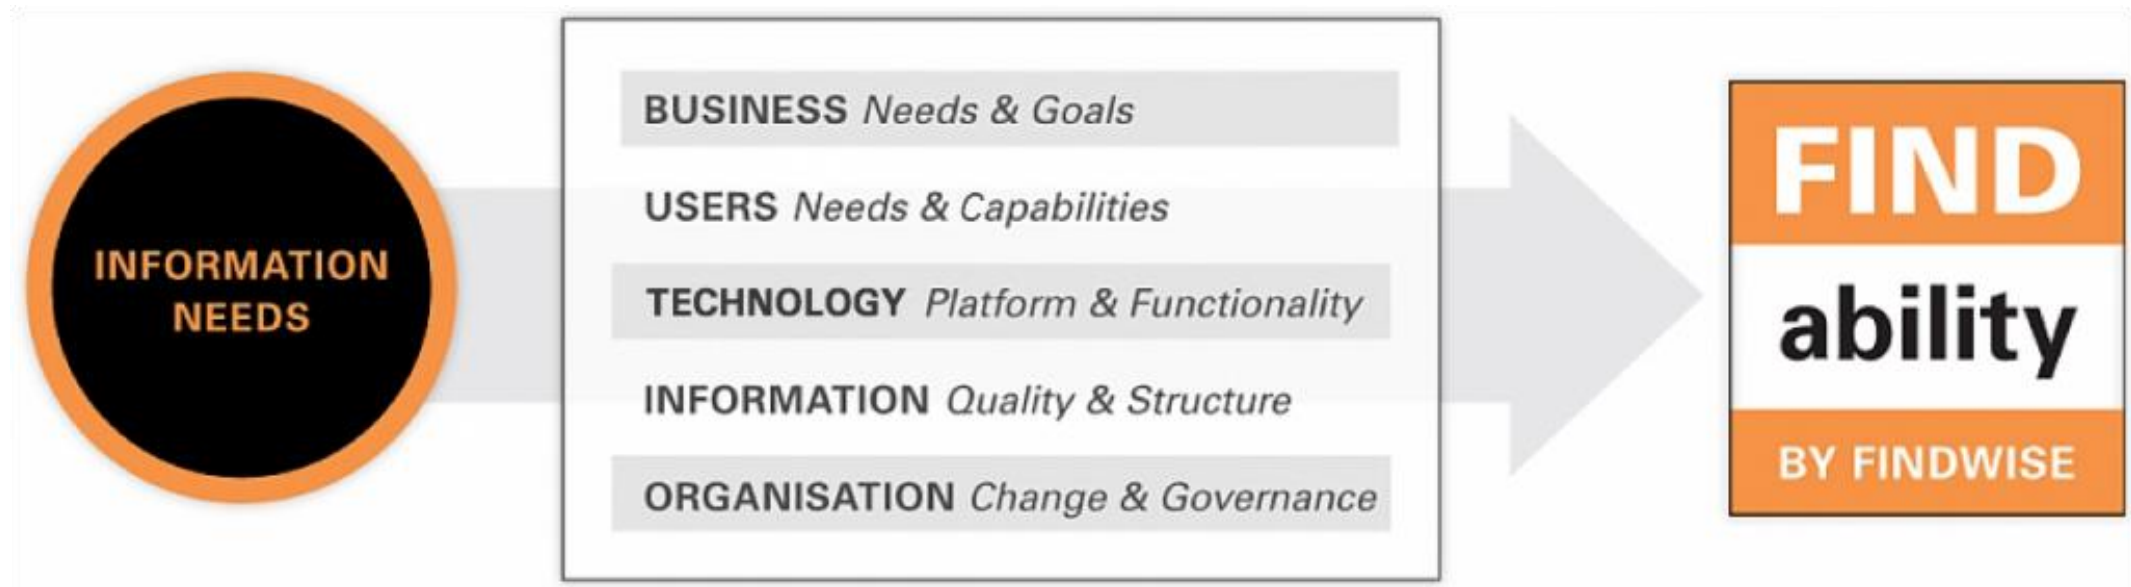 INFORMATION
NEEDS
BUSINESS Needs & Goals
USERS Needs & Capabilities
TECHNOLOGY Platform & Functionality
INFORMATION Quality & Structure
ORGANISATION Change & Governance
FIND
ability
BY FINDWISE